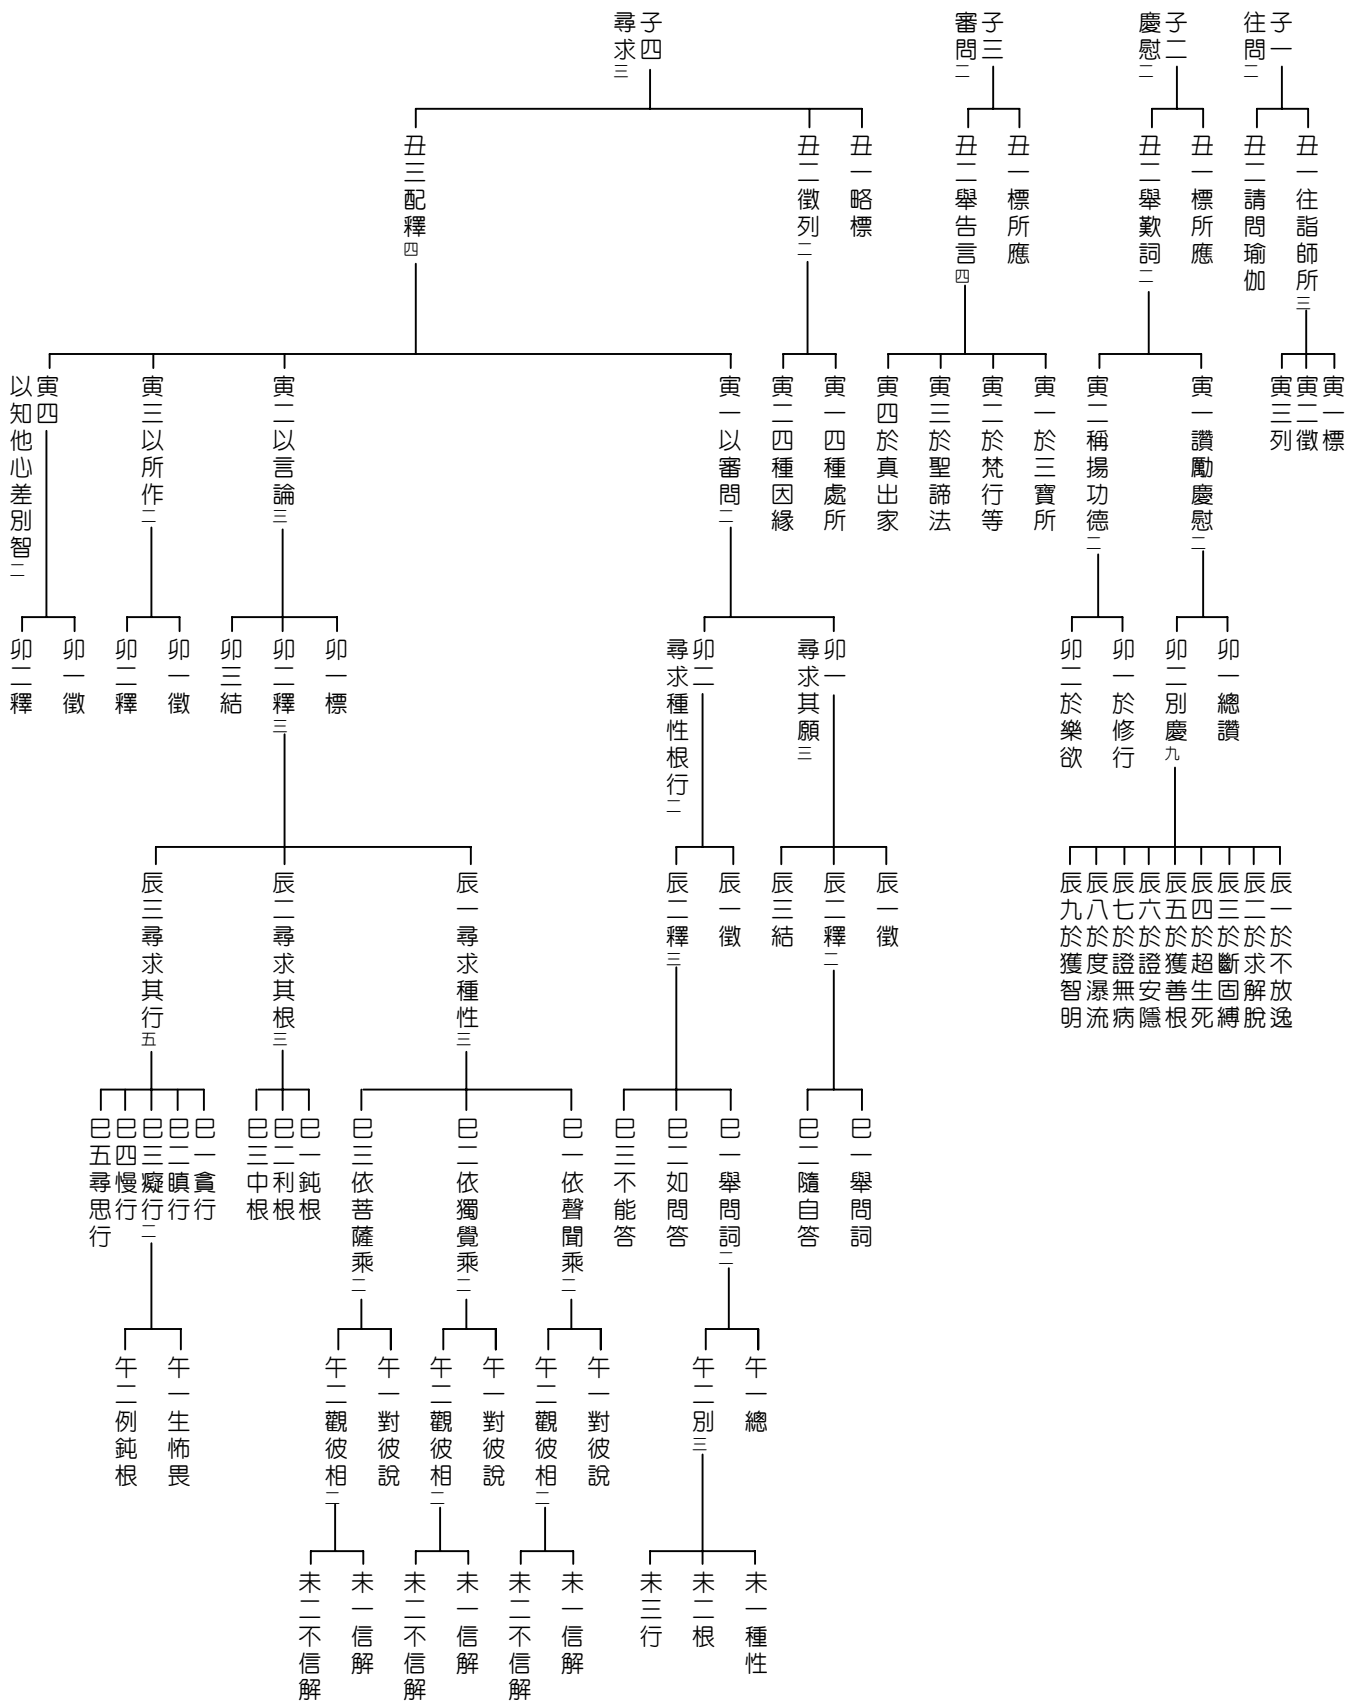 子一
往問二
子二
慶慰二
子三
審問二
子四
尋求三
丑一往詣師所三
丑二請問瑜伽
丑一標所應
丑二舉歎詞二
丑一標所應
丑二舉告言四
丑一略標
丑二徵列二
丑三配釋四
寅一標
寅二徵
寅三列
寅一讚勵慶慰二
寅二稱揚功德二
寅一於三寶所
寅二於梵行等
寅三於聖諦法
寅四於真出家
寅一四種處所
寅二四種因緣
寅一以審問二
寅二以言論三
寅三以所作二
寅四
以知他心差別智二
卯一總讚
卯二別慶九
卯一於修行
卯二於樂欲
卯一
尋求其願三
卯二
尋求種性根行二
卯一標
卯二釋三
卯三結
卯一徵
卯二釋
卯一徵
卯二釋
辰一於不放逸
辰二於求解脫
辰三於斷固縛
辰四於超生死
辰五於獲善根
辰六於證安隱
辰七於證無病
辰八於度瀑流
辰九於獲智明
辰一徵
辰二釋二
辰三結
辰一徵
辰二釋三
辰一尋求種性三
辰二尋求其根三
辰三尋求其行五
巳一舉問詞
巳二隨自答
巳一舉問詞二
巳二如問答
巳三不能答
巳一依聲聞乘二
巳二依獨覺乘二
巳三依菩薩乘二
巳一鈍根
巳二利根
巳三中根
巳一貪行
巳二瞋行
巳三癡行二
巳四慢行
巳五尋思行
午一總
午二別三
午一對彼說
午二觀彼相二
午一對彼說
午二觀彼相二
午一對彼說
午二觀彼相二
午一生怖畏
午二例鈍根
未一種性
未二根
未三行
未一信解
未二不信解
未一信解
未二不信解
未一信解
未二不信解